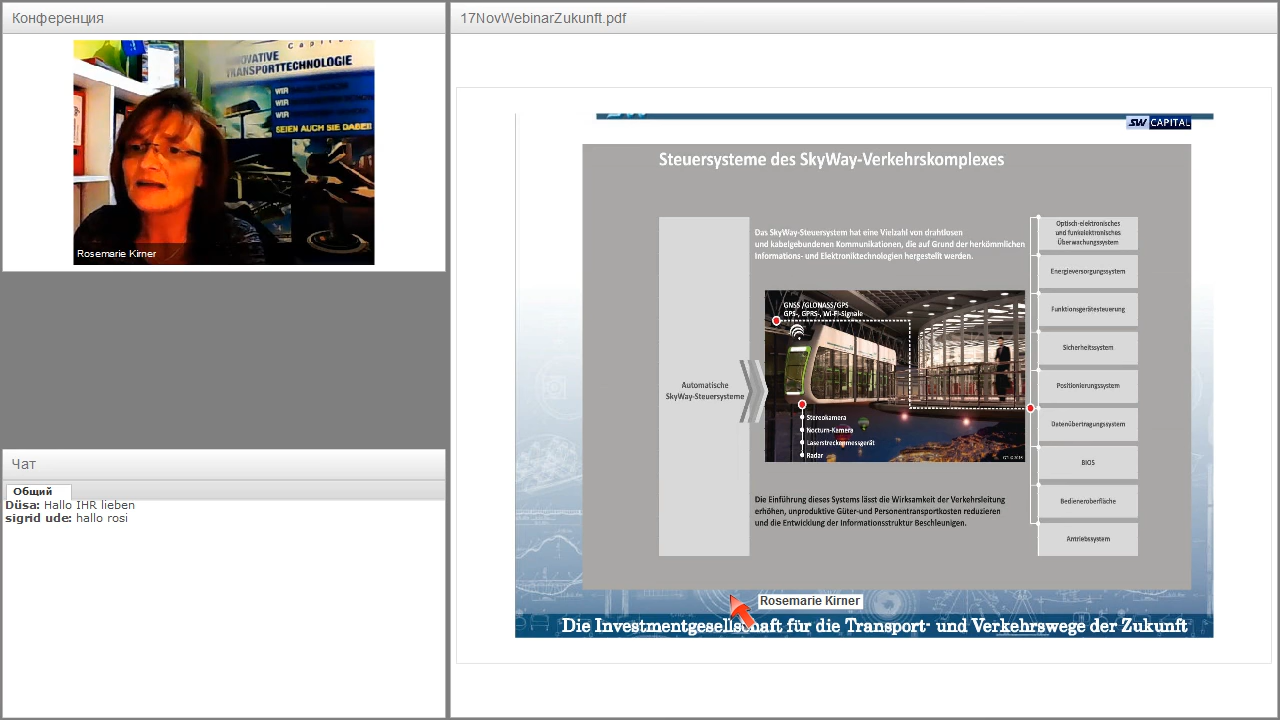 Конференция
Capital
INNOVATIVE
TRANSPORTTECHNOLOGIE
WIR
WIR
WIR
SEIEN AUCH SIE DABEI!
Rosemarie Kirner
Чат
Общий
Düsa: Hallo IHR lieben
sigrid ude: hallo rosi
17NovWebinarZukunft.pdf
SW CAPITAL
Steuersysteme des SkyWay-Verkehrskomplexes
Das SkyWay-Steuersystem hat eine Vielzahl von drahtlosen
und kabelgebundenen Kommunikationen, die auf Grund der herkömmlichen
Informations- und Elektroniktechnologien hergestellt werden.
GNSS /GLONASS/GPS
GPS-, GPRS-, Wi-Fi-Signale
Automatische
SkyWay-Steuersysteme
Stereokamera
Nocturn-Kamera
Laserstreckenmessgerät
Radar
Die Einführung dieses Systems lässt die Wirksamkeit der Verkehrsleitung
erhöhen, unproduktive Güter-und Personentransportkosten reduzieren
und die Entwicklung der Informationsstruktur Beschleunigen.
Optisch-elektronisches
und funkelektronisches
Überwachungssystem
Energieversorgungssystem
Funktionsgerätesteuerung
Sicherheitssystem
Positionierungssystem
Datenübertragungssystem
BIOS
Bedieneroberfläche
Antriebssystem
Rosemarie Kirner
Die Investmentgesellschaft für die Transport- und Verkehrswege der Zukunft